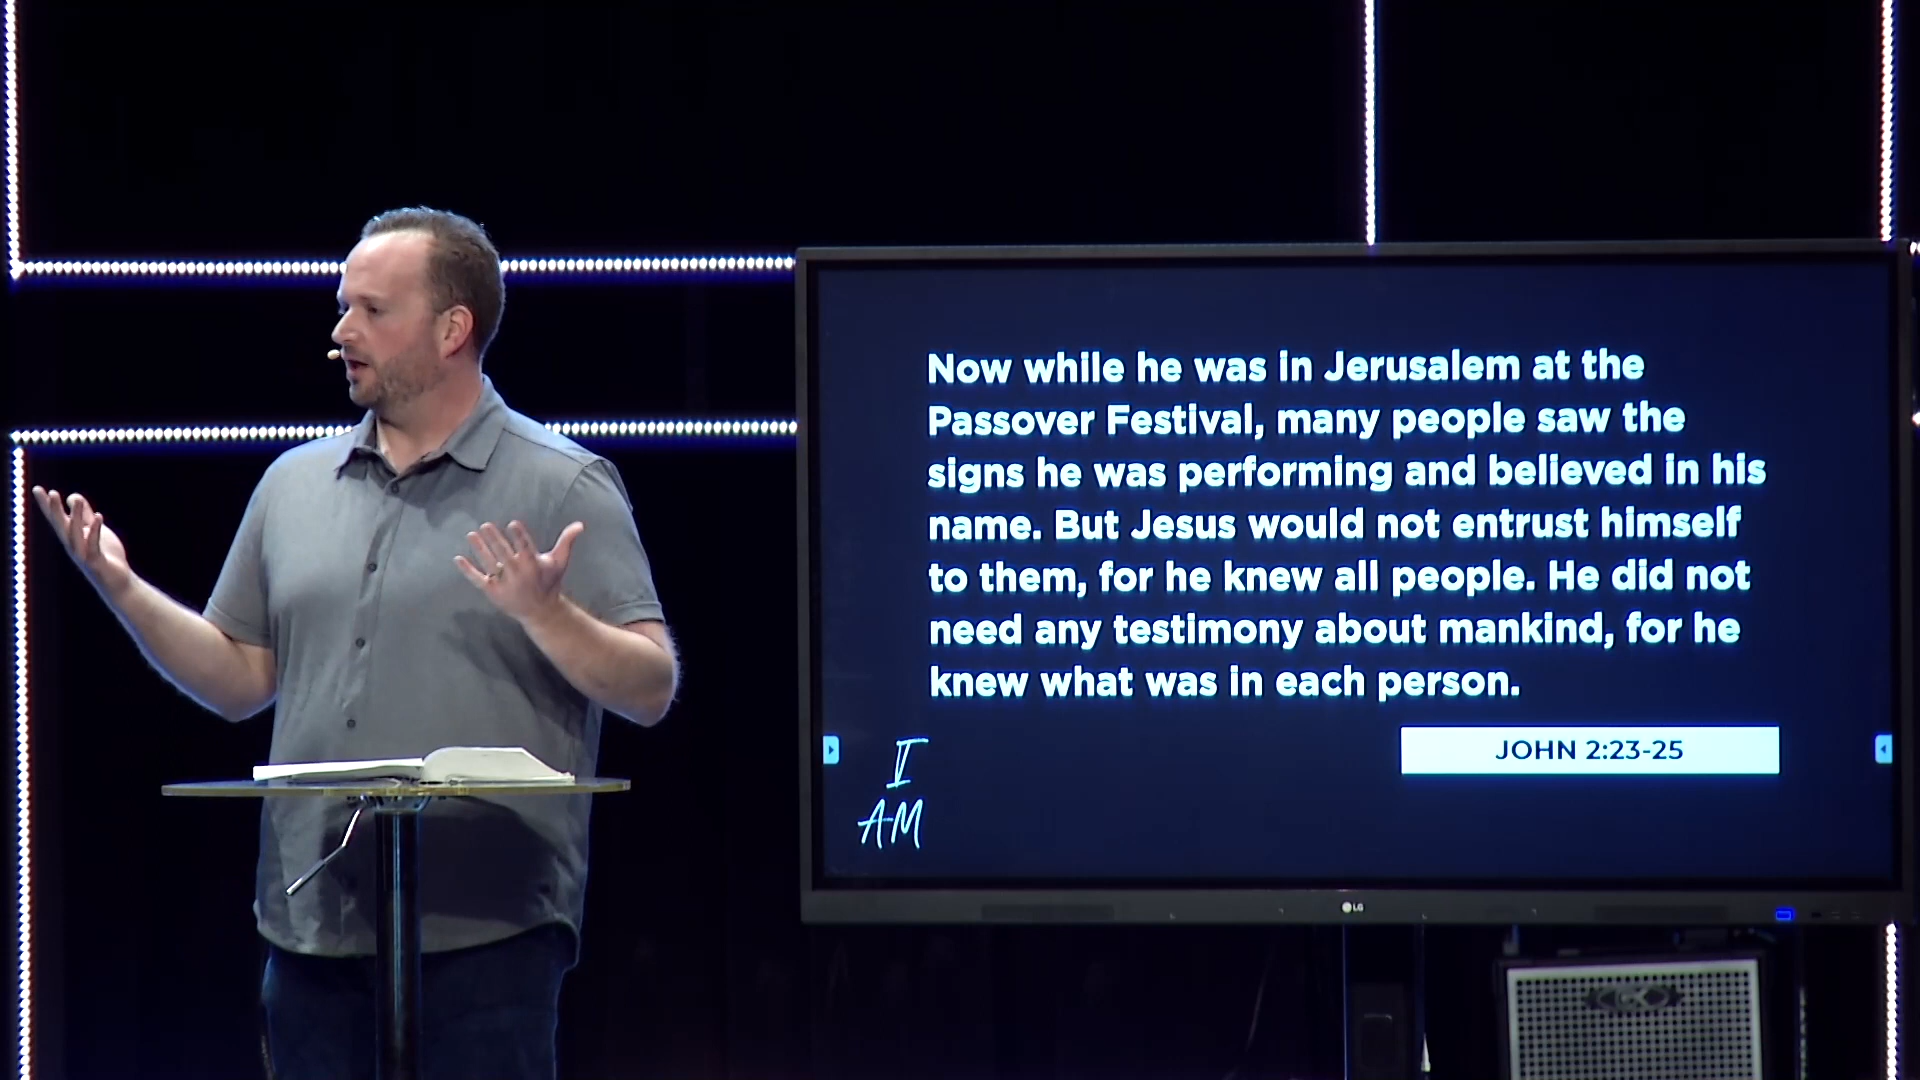 Now while he was in Jerusalem at the
Passover Festival, many people saw the
signs he was performing and believed in his
name. But Jesus would not entrust himself
to them, for he knew all people. He did not
need any testimony about mankind, for he
knew what was in each person.
JOHN 2:23-25
I
AM
LG